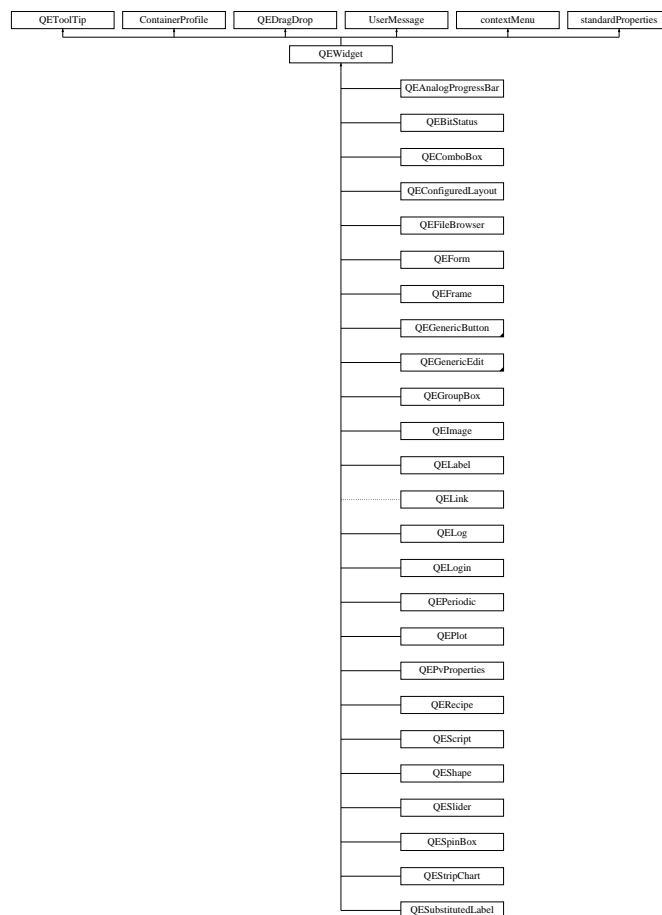 QEToolTip
ContainerProfile
QEDragDrop
UserMessage
contextMenu
standardProperties
QEWidget
QEAnalogProgressBar
QEBitStatus
QEComboBox
QEConfiguredLayout
QEFileBrowser
QEForm
QEFrame
QEGenericButton
QEGenericEdit
QEGroupBox
QEImage
QELabel
QELink
QELog
QELogin
QEPeriodic
QEPlot
QEPvProperties
QERecipe
QEScript
QEShape
QESlider
QESpinBox
QEStripChart
QESubstitutedLabel